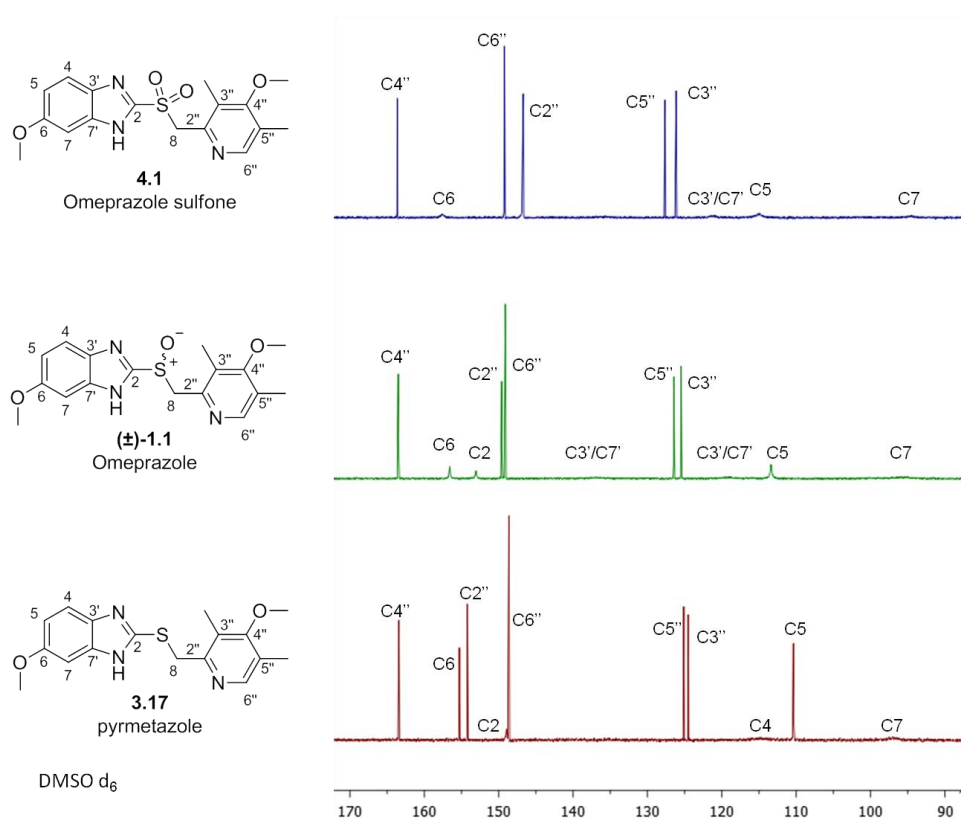 4
5
3'
N
O
O
S
O
3"
4"
2
2"
5"
6
7
7'
N
H
8
N
6"
O
4.1
Omeprazole sulfone
C4”
C6
C6”
C2”
C5”
C3”
C3’/C7’
C5
C7
4
5
3'
N
O
−
S
+
O
3"
4"
2
2"
5"
6
7
7'
N
H
8
N
6"
O
(±)-1.1
Omeprazole
C4”
C6
C2
C2”
C6”
C3’/C7’
C5”
C3”
C3’/C7’
C5
C7
4
5
3'
N
S
O
3"
4"
2
2"
5"
6
7
7'
N
H
8
N
6"
O
3.17
pyrmetazole
C4”
C6
C2”
C2
C6”
C5”
C3”
C4
C5
C7
DMSO d6
170 160 150 140 130 120 110 100 90